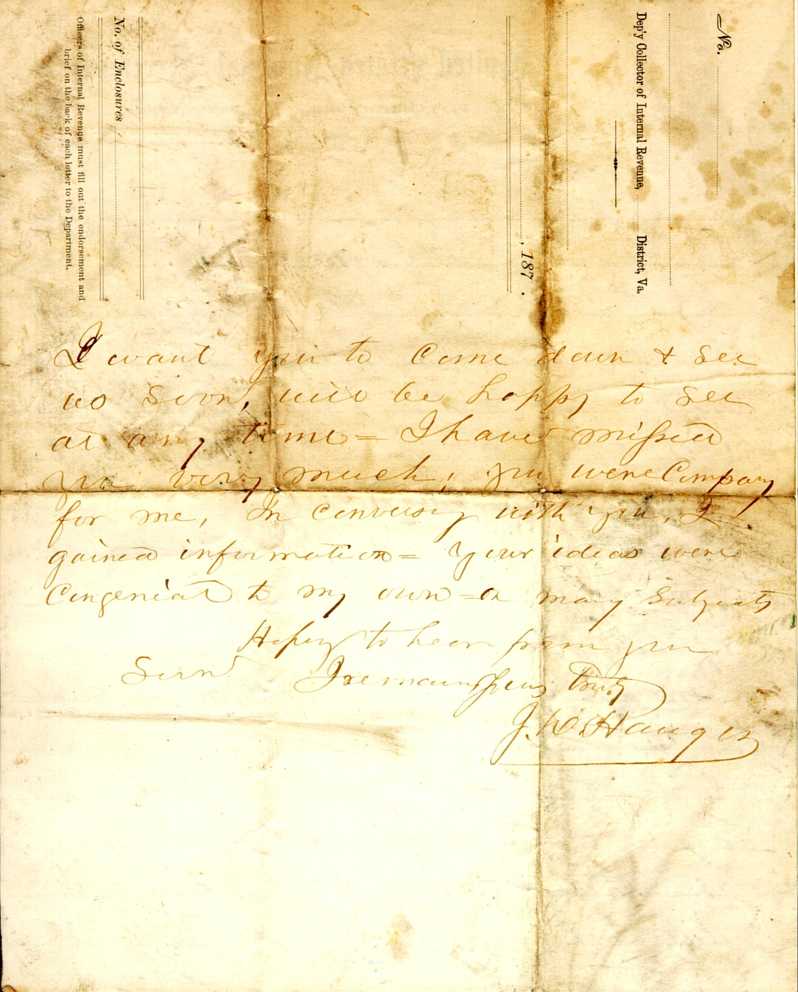 No.
Dep'y Collector of Internal Revenue, District, Va.
, 187 .
No. of Enclosures
Officers of Internal Revenue must fill out the endorsement and
brief on the back of each letter to the Department.
I want you to come down & see
us soon, will be happy to see
at any time = I have missed
you very much, you were Company
for me, In conversing with you, I
gained information = Your ideas were
Congenial to my own = on many Subjects
Hoping to hear from you
Soon I remain yours Truly
J. Hanger